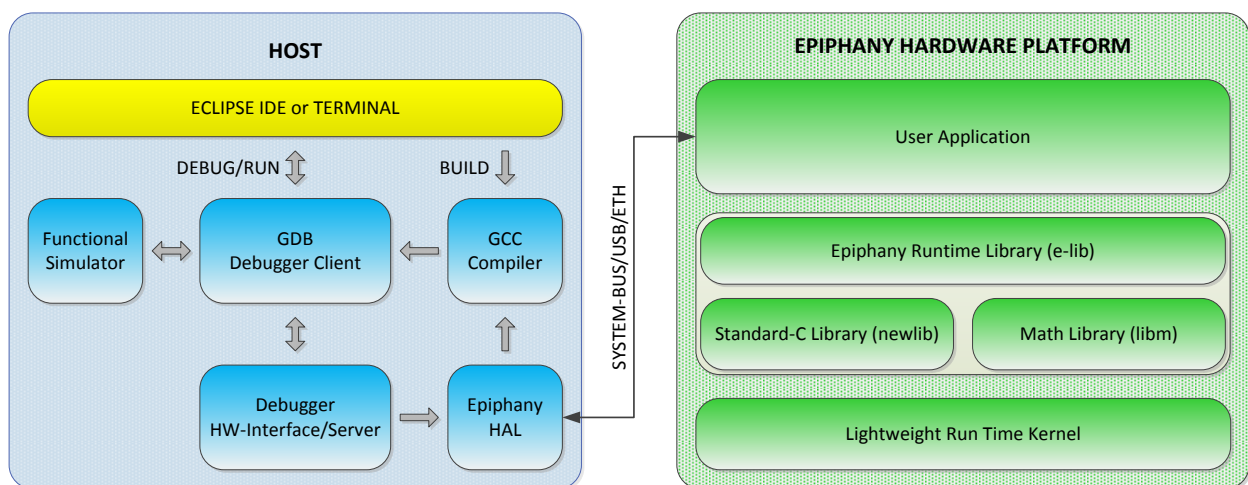 HOST
ECLIPSE IDE or TERMINAL
DEBUG/RUN
BUILD
Functional
Simulator
GDB
Debugger Client
GCC
Compiler
Debugger
HW-Interface/Server
Epiphany
HAL
SYSTEM-BUS/USB/ETH
EPIPHANY HARDWARE PLATFORM
User Application
Epiphany Runtime Library (e-lib)
Standard-C Library (newlib)
Math Library (libm)
Lightweight Run Time Kernel